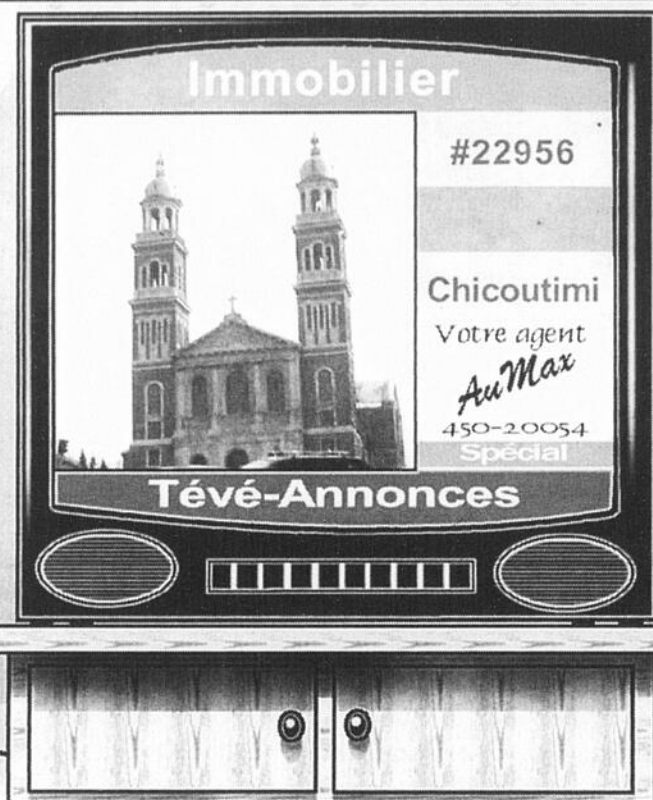 Immobilier
#22956
Chicoutimi
Votre agent
AuMax
450-20054
Spécial
Tévé-Annonces